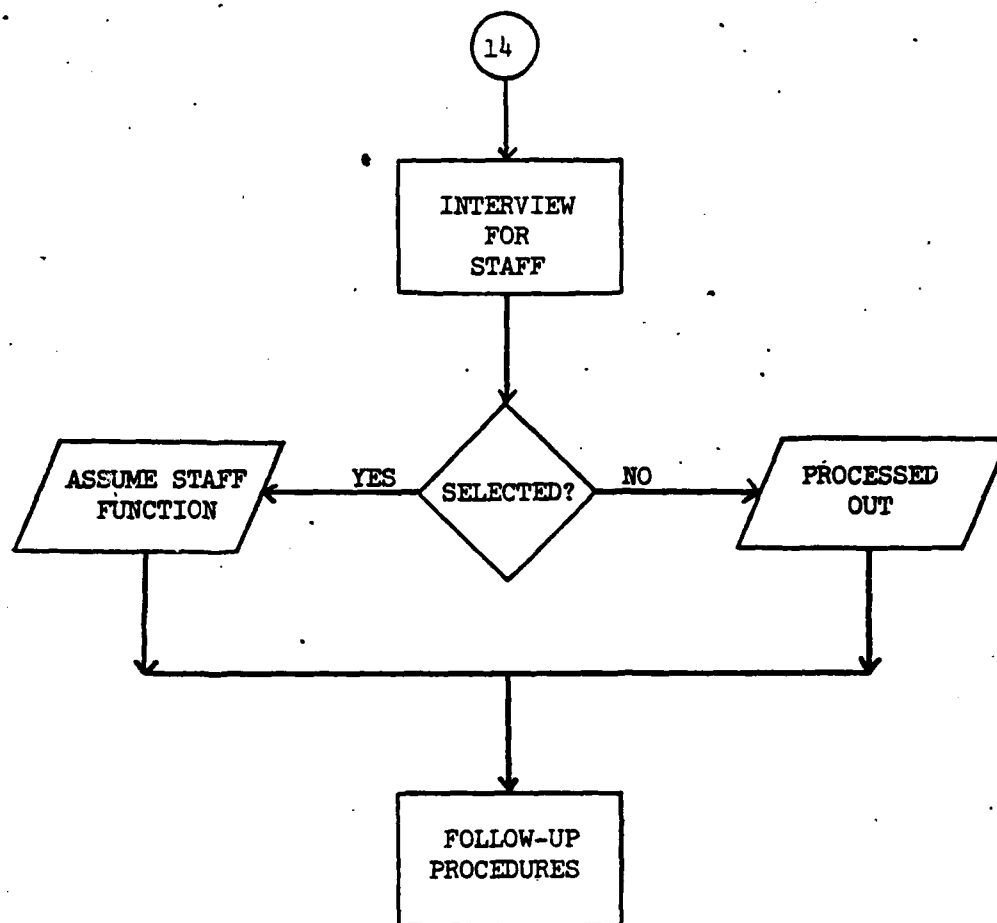 14
INTERVIEW
FOR
STAFF
ASSUME STAFF
FUNCTION
YES
SELECTED?
NO
PROCESSED
OUT
FOLLOW-UP
PROCEDURES